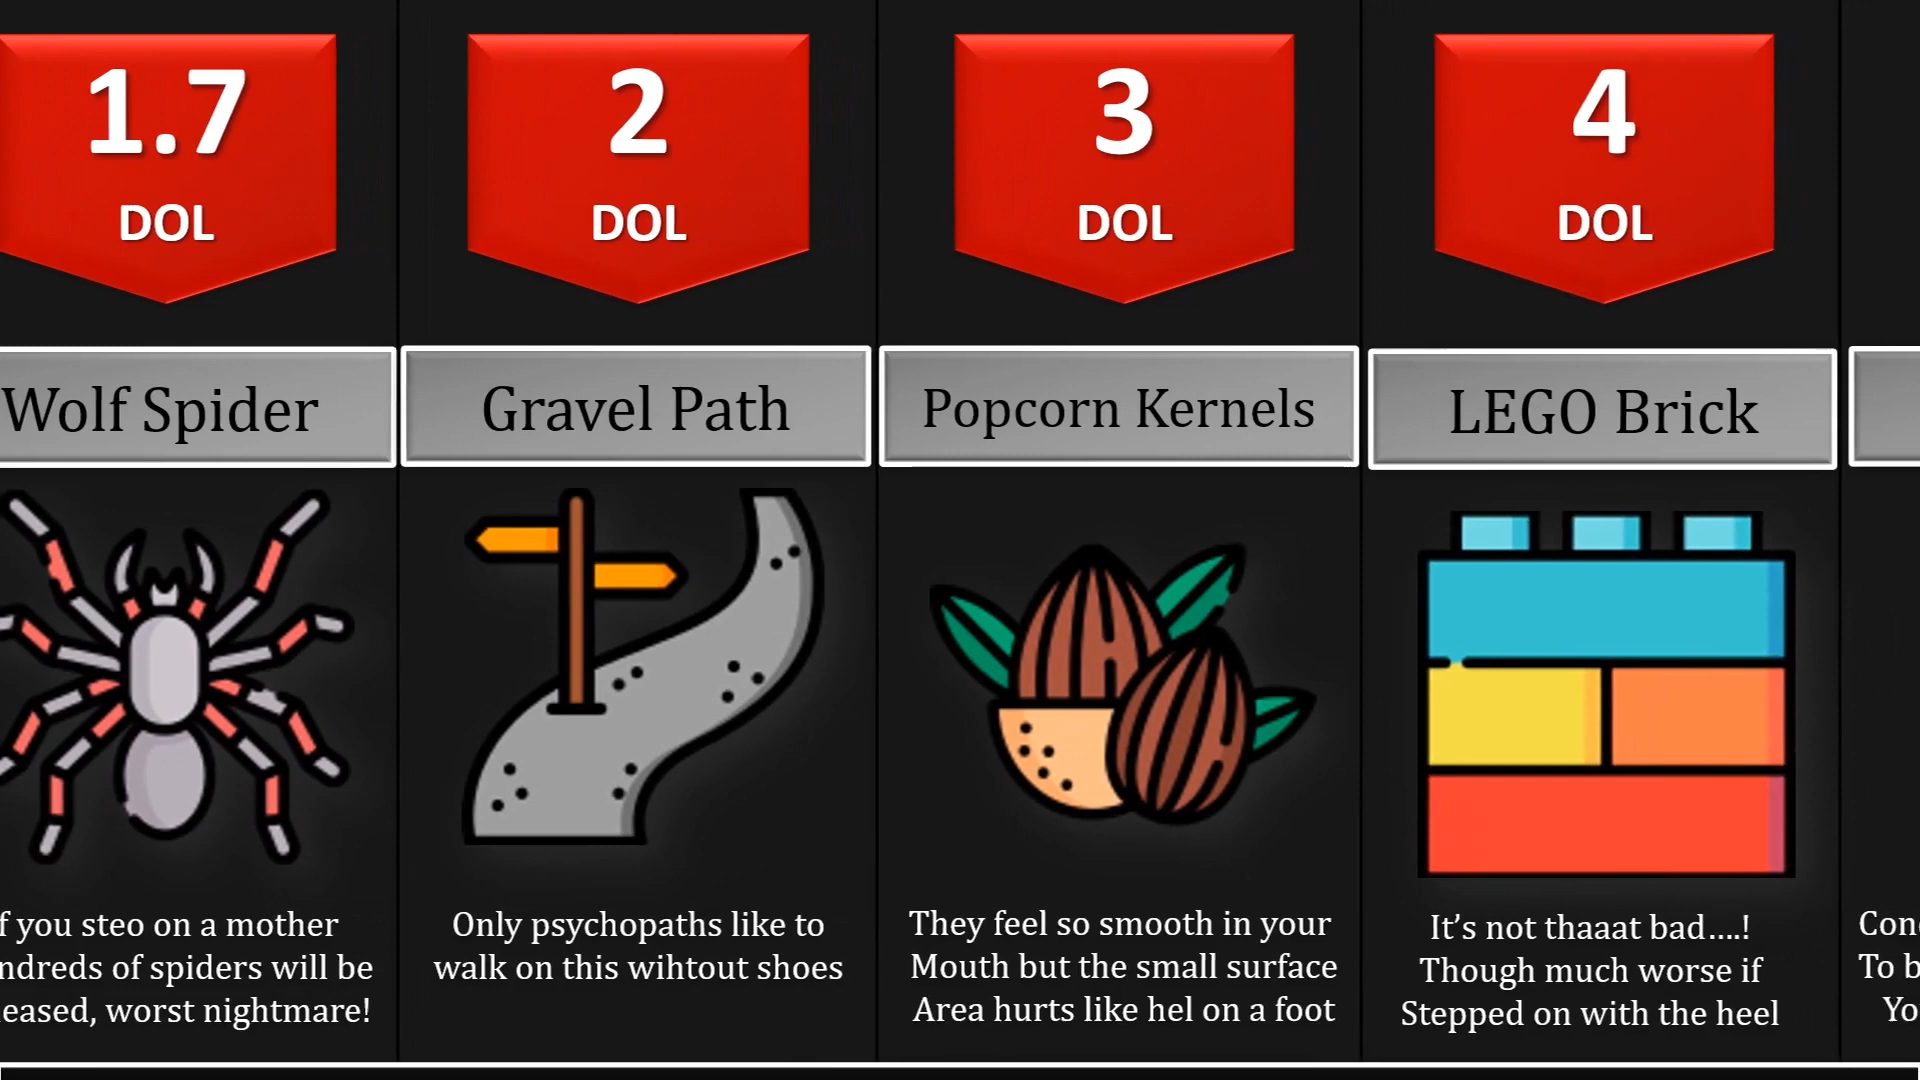 1.7
DOL
Wolf Spider
f you steo on a mother
ndreds of spiders will be
eased, worst nightmare!
2
DOL
Gravel Path
Only psychopaths like to
walk on this wihtout shoes
3
DOL
Popcorn Kernels
They feel so smooth in your
Mouth but the small surface
Area hurts like hel on a foot
4
DOL
LEGO Brick
It’s not thaaat bad....!
Though much worse if
Stepped on with the heel
To b
Yo